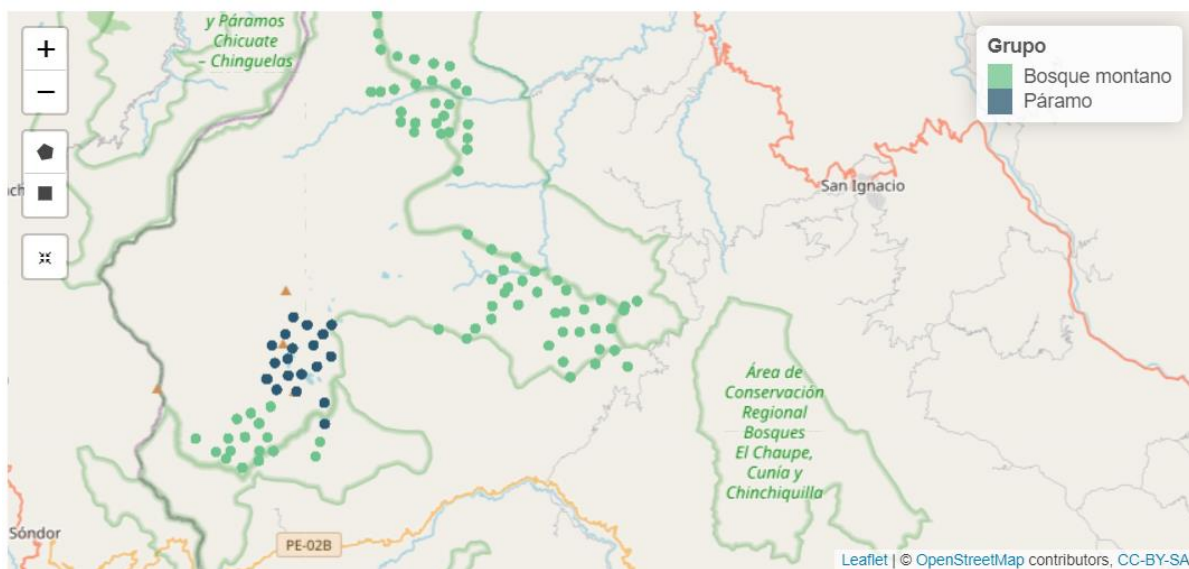 y Páramos
Chicuate
– Chinguelas
+
−
Grupo
Bosque montano
Páramo
San Ignacio
Área de
Conservación
Regional
Bosques
El Chaupe,
Cunía y
Chinchiquilla
Sóndor
PE-02B
Leaflet | © OpenStreetMap contributors, CC-BY-SA